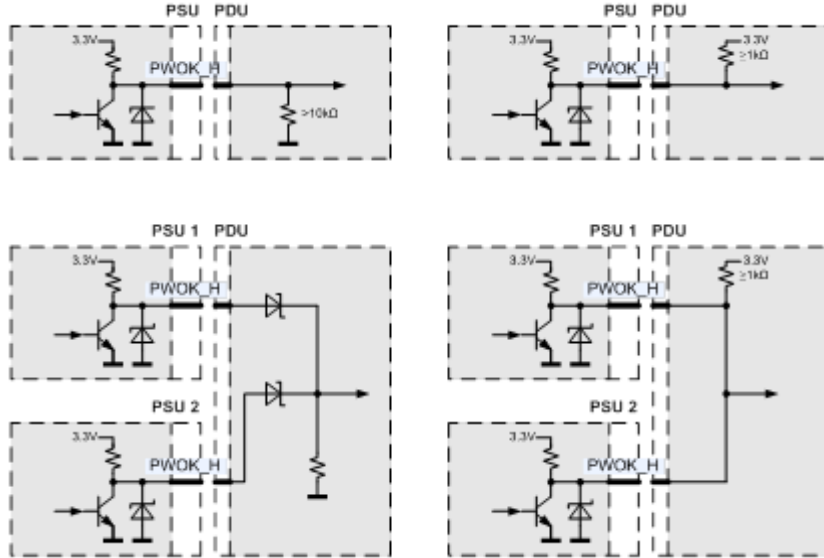 PSU PDU
3.3V
PWOK_H
>10kΩ
PSU PDU
3.3V
PWOK_H
3.3V
≥1kΩ
PSU 1 PDU
3.3V
PWOK_H
PSU 2
3.3V
PWOK_H
PSU 1 PDU
3.3V
PWOK_H
3.3V
≥1kΩ
PSU 2
3.3V
PWOK_H